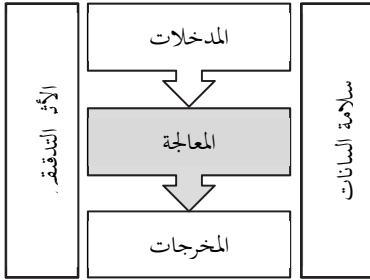 المدخلات
سلامة البيانات
المعالجة
الأثر التدقيقي
المخرجات